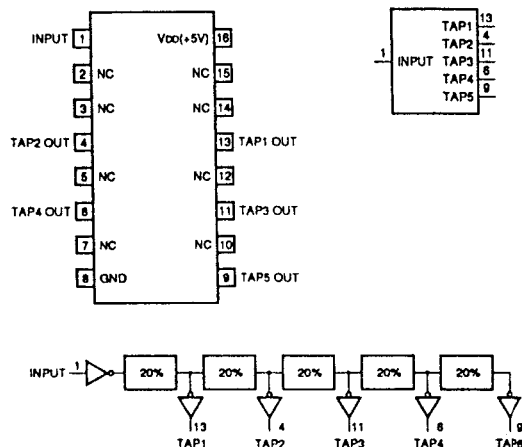 INPUT 1 VDD(+5V) 16
2 NC NC 15
3 NC NC 14
TAP2 OUT 4 13 TAP1 OUT
5 NC NC 12
TAP4 OUT 6 11 TAP3 OUT
7 NC NC 10
8 GND 9 TAP5 OUT
TAP1 13
TAP2 4
1 INPUT TAP3 11
TAP4 6
TAP5 9
INPUT 1 20% 20% 20% 20% 20%
13 4 11 6 9
TAP1 TAP2 TAP3 TAP4 TAP5